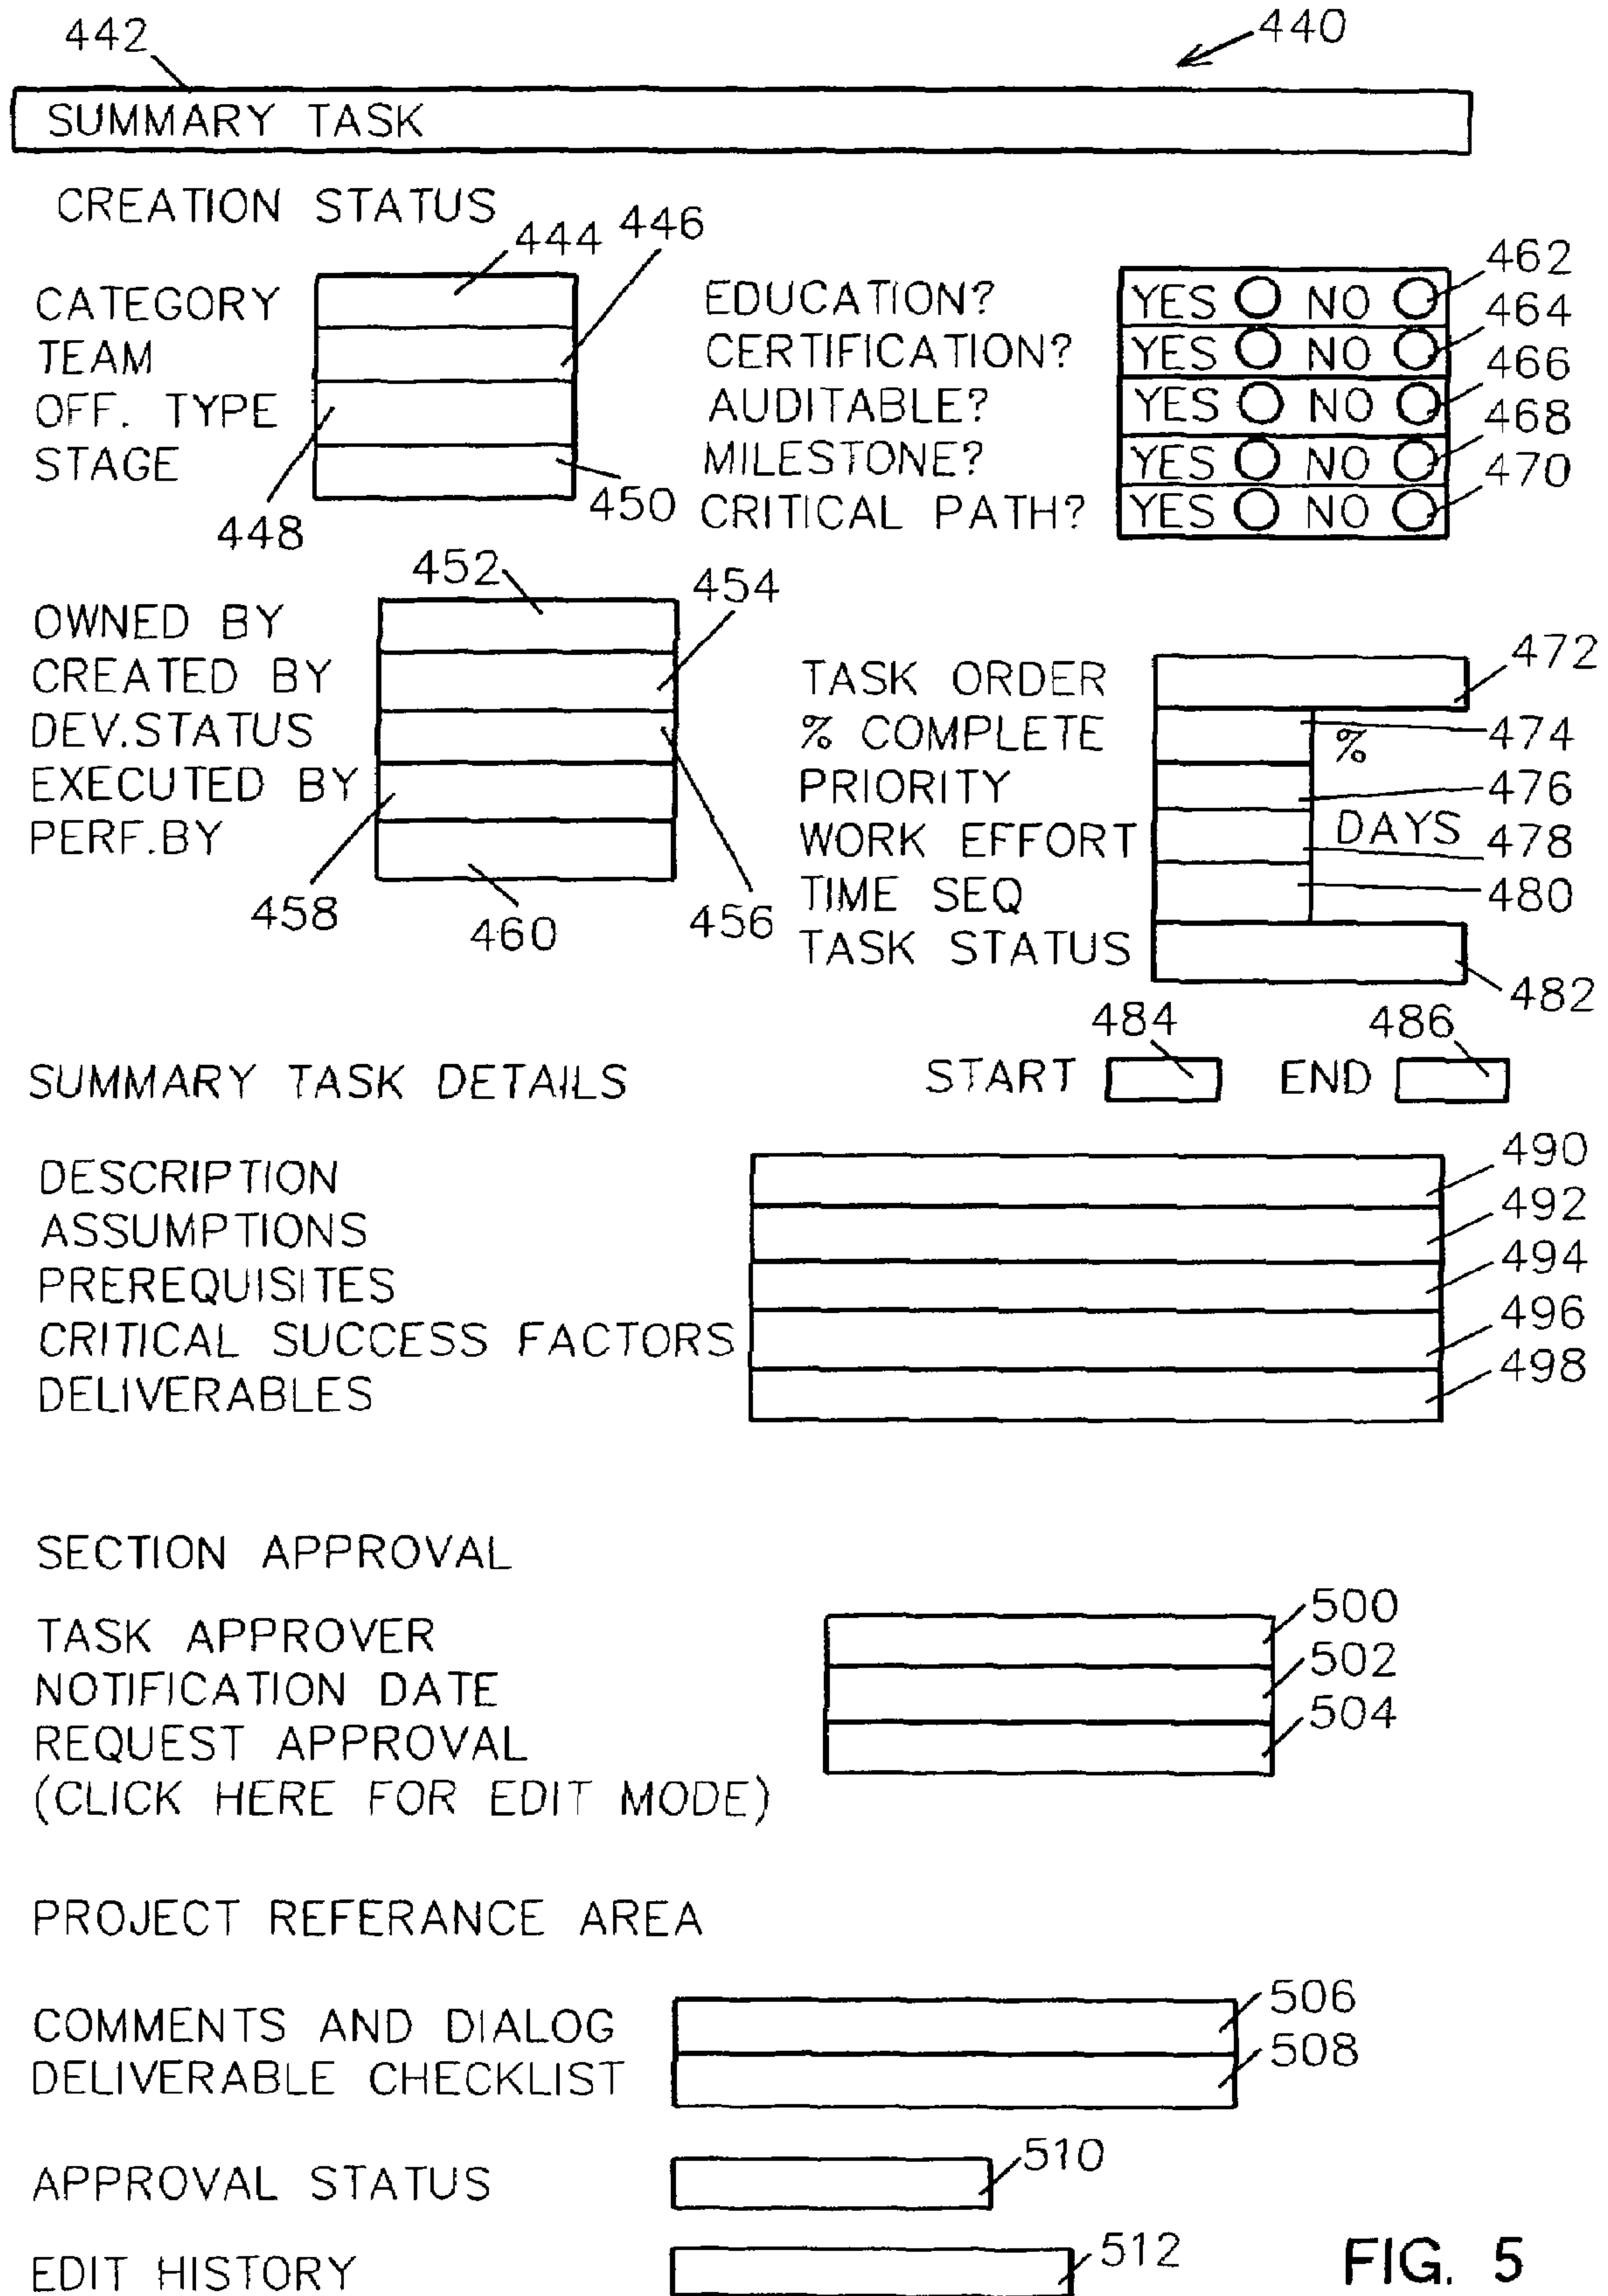 442
440
SUMMARY TASK
CREATION STATUS
444 446
CATEGORY
TEAM
OFF. TYPE
STAGE
448
450
EDUCATION? YES NO 462
CERTIFICATION? YES NO 464
AUDITABLE? YES NO 466
MILESTONE? YES NO 468
CRITICAL PATH? YES NO 470
452
454
OWNED BY
CREATED BY
DEV.STATUS
EXECUTED BY
PERF.BY
458
460
456
TASK ORDER 472
% COMPLETE % 474
PRIORITY 476
WORK EFFORT DAYS 478
TIME SEQ 480
TASK STATUS
482
484 486
SUMMARY TASK DETAILS START END
DESCRIPTION 490
ASSUMPTIONS 492
PREREQUISITES 494
CRITICAL SUCCESS FACTORS 496
DELIVERABLES 498
SECTION APPROVAL
TASK APPROVER 500
NOTIFICATION DATE 502
REQUEST APPROVAL 504
(CLICK HERE FOR EDIT MODE)
PROJECT REFERANCE AREA
COMMENTS AND DIALOG 506
DELIVERABLE CHECKLIST 508
APPROVAL STATUS 510
EDIT HISTORY 512
FIG. 5